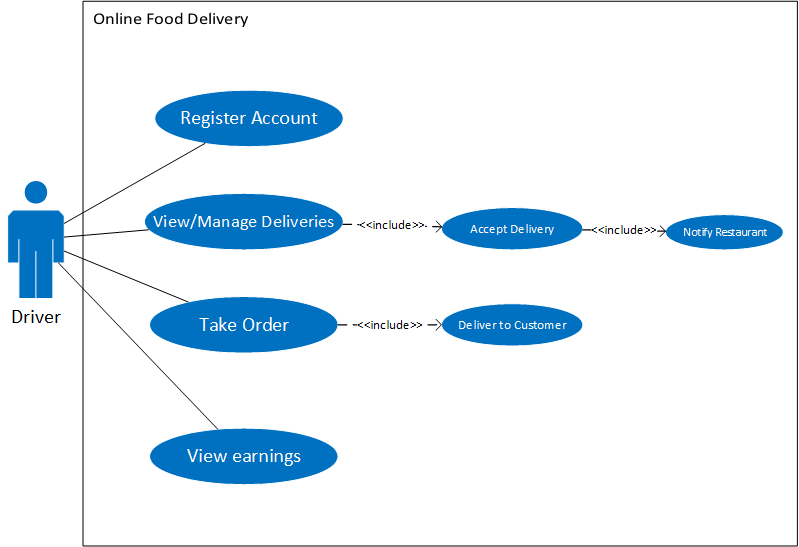 Online Food Delivery
Register Account
View/Manage Deliveries
<<include>>
Accept Delivery
<<include>>
Notify Restaurant
Driver
Take Order
<<include>>
Deliver to Customer
View earnings